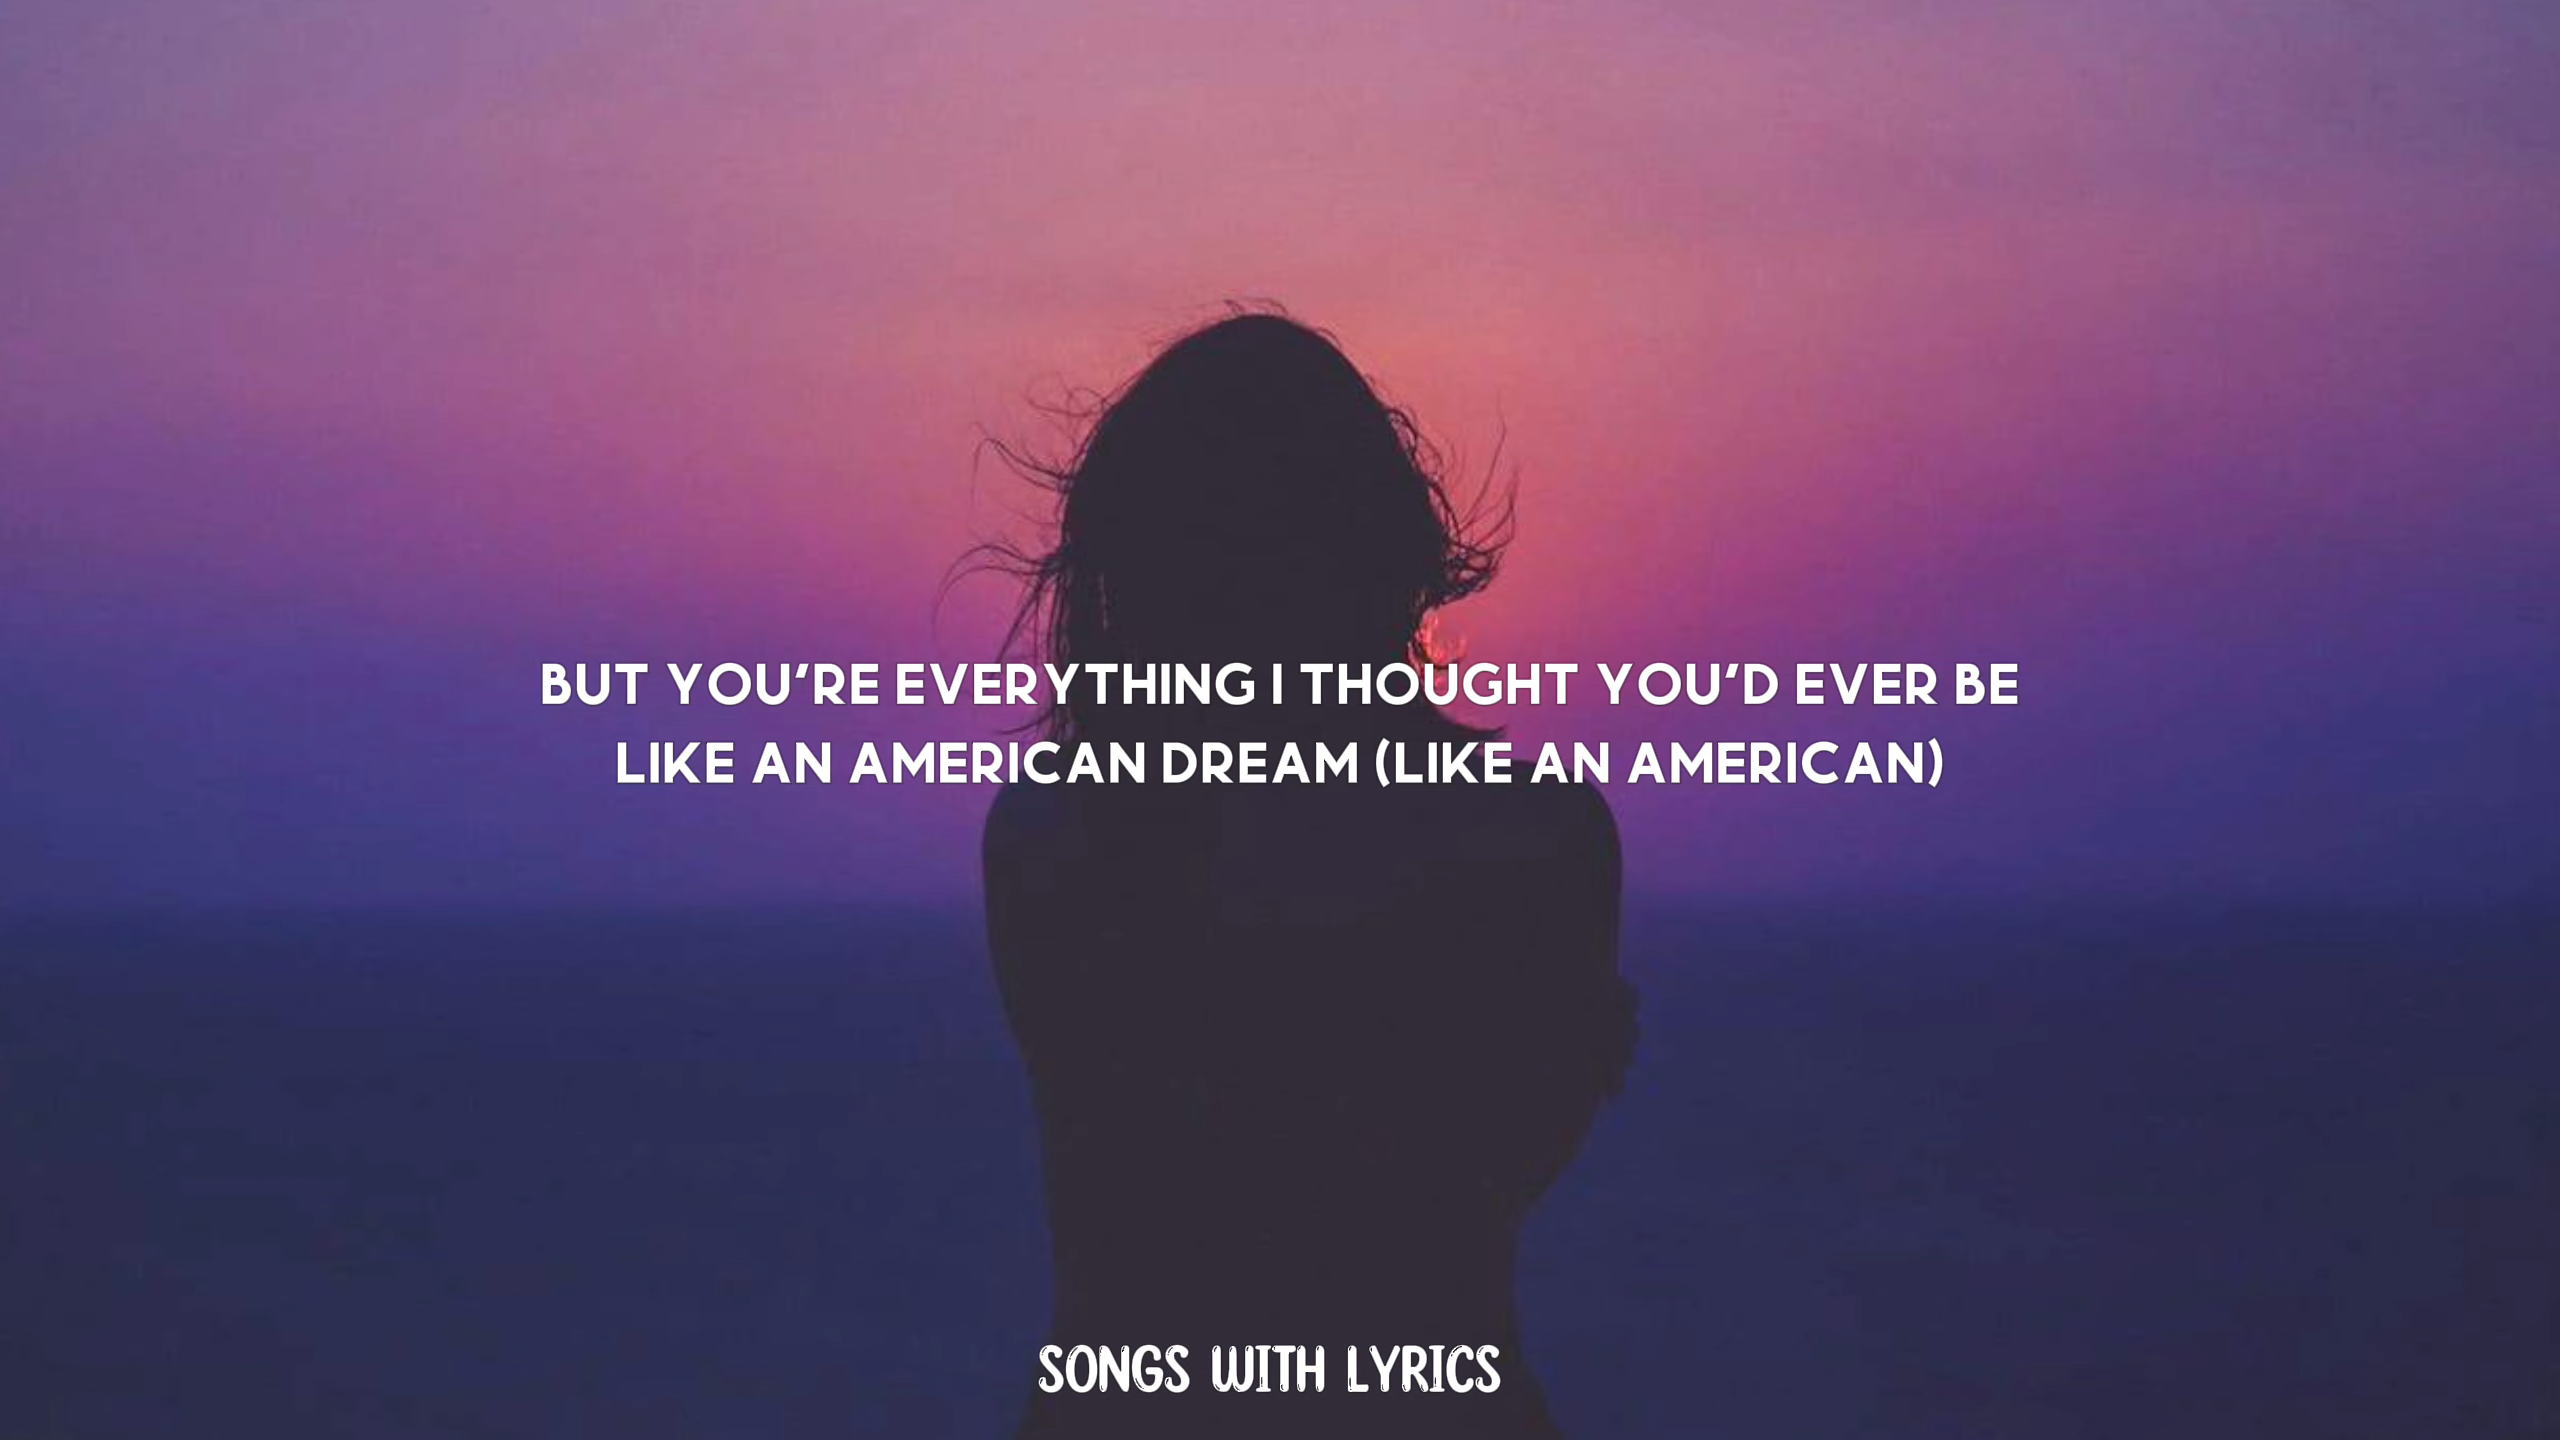 BUT YOU'RE EVERYTHING I THOUGHT YOU'D EVER BE
LIKE AN AMERICAN DREAM (LIKE AN AMERICAN)
SONGS WITH LYRICS